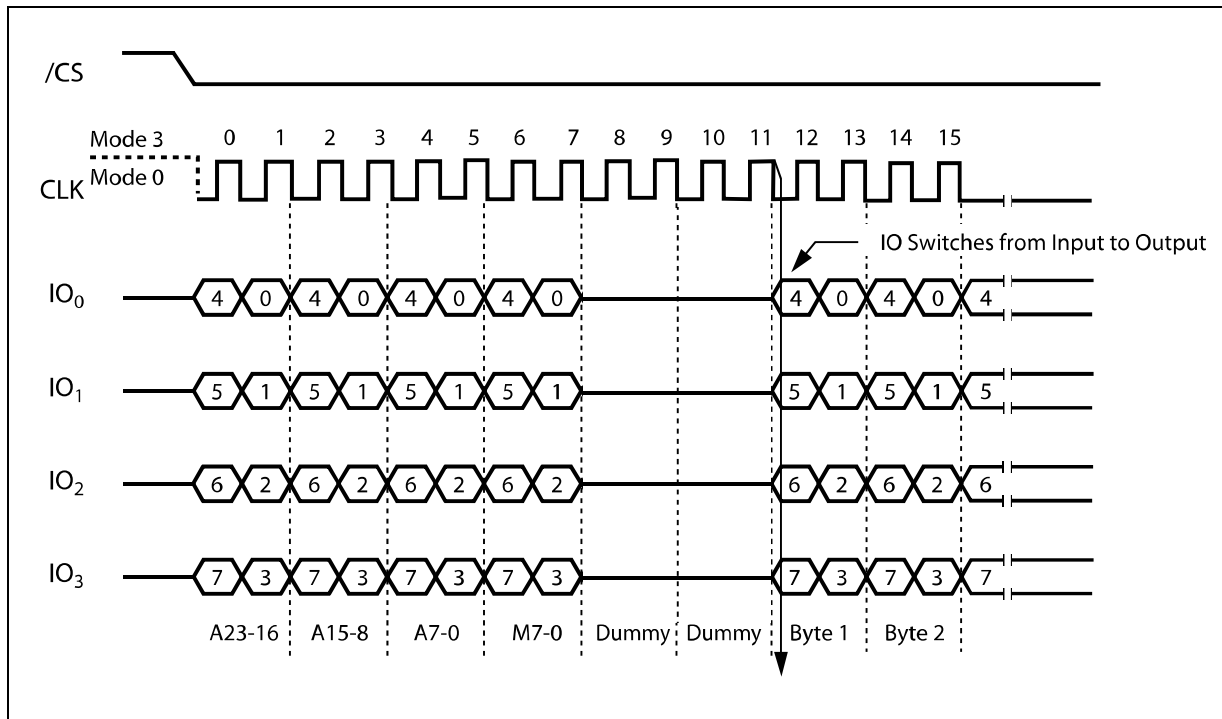 /CS
Mode 3
0 1 2 3 4 5 6 7 8 9 10 11 12 13 14 15
CLK Mode 0
IO Switches from Input to Output
IO0 4 0 4 0 4 0 4 0 4 0 4 0 4
IO1 5 1 5 1 5 1 5 1 5 1 5 1 5
IO2 6 2 6 2 6 2 6 2 6 2 6 2 6
IO3 7 3 7 3 7 3 7 3 7 3 7 3 7
A23-16 A15-8 A7-0 M7-0 Dummy Dummy Byte 1 Byte 2